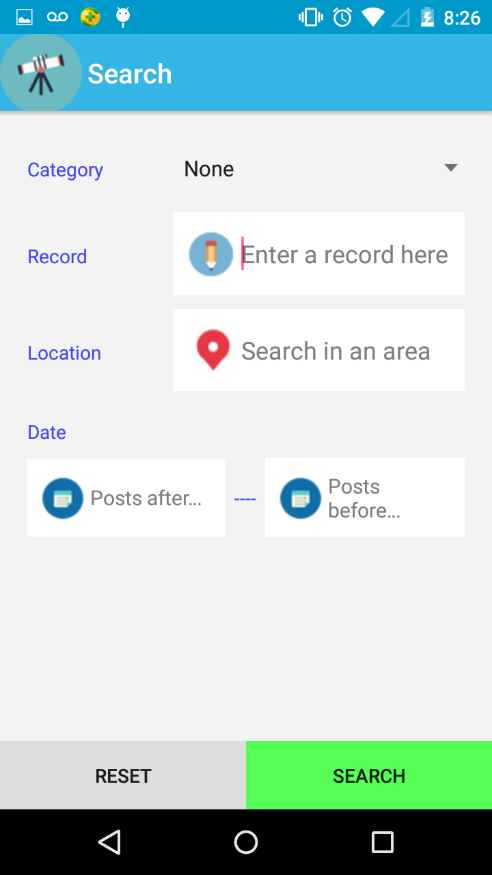 8:26
Search
Category
None
Record
Enter a record here
Location
Search in an area
Date
Posts after...
----
Posts
before...
RESET
SEARCH